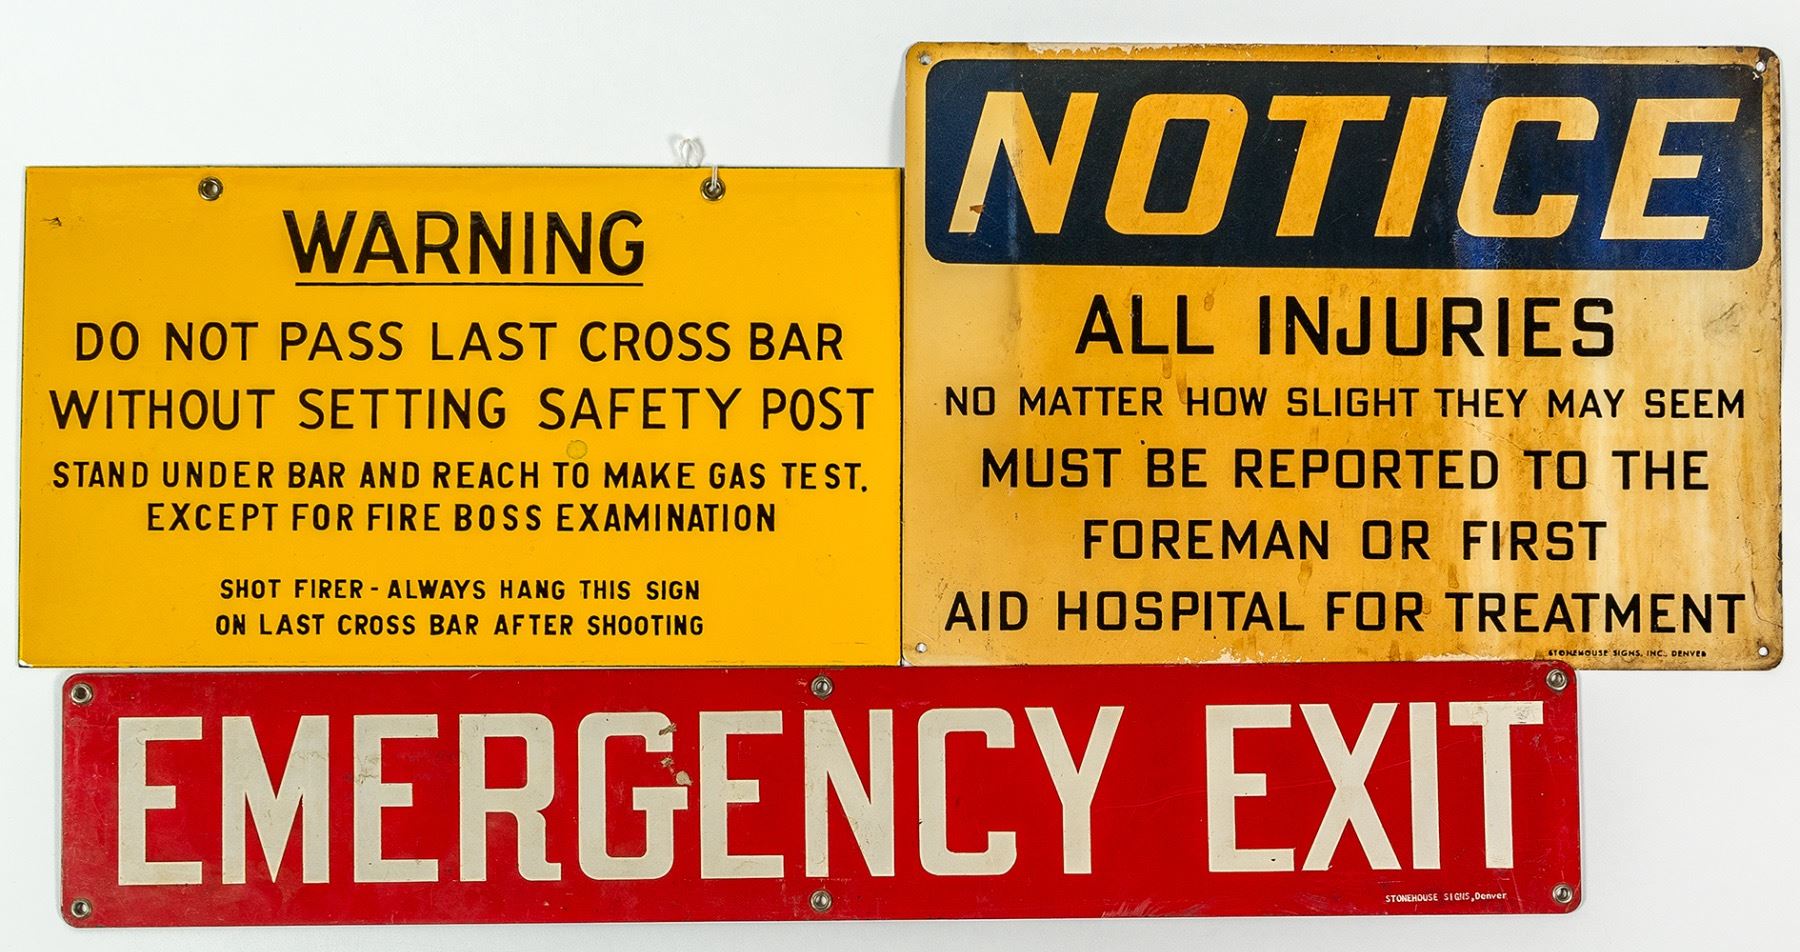 WARNING
DO NOT PASS LAST CROSS BAR
WITHOUT SETTING SAFETY POST
STAND UNDER BAR AND REACH TO MAKE GAS TEST.
EXCEPT FOR FIRE BOSS EXAMINATION
SHOT FIRER - ALWAYS HANG THIS SIGN
ON LAST CROSS BAR AFTER SHOOTING
NOTICE
ALL INJURIES
NO MATTER HOW SLIGHT THEY MAY SEEM
MUST BE REPORTED TO THE
FOREMAN OR FIRST
AID HOSPITAL FOR TREATMENT
STONEHOUSE SIGNS, INC., DENVER
EMERGENCY EXIT
STONEHOUSE SIGNS, Denver